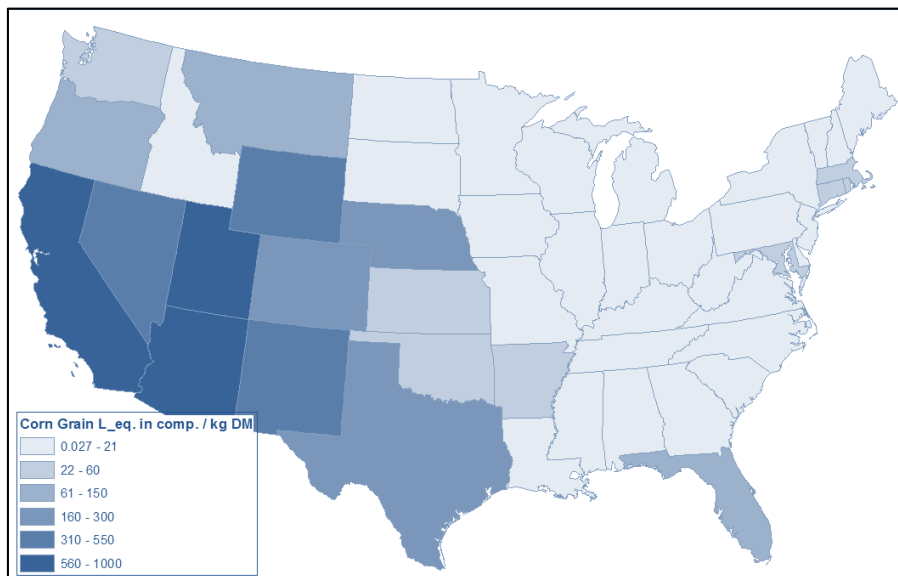 Corn Grain L_eq. in comp. / kg DM
0.027 - 21
22 - 60
61 - 150
160 - 300
310 - 550
560 - 1000